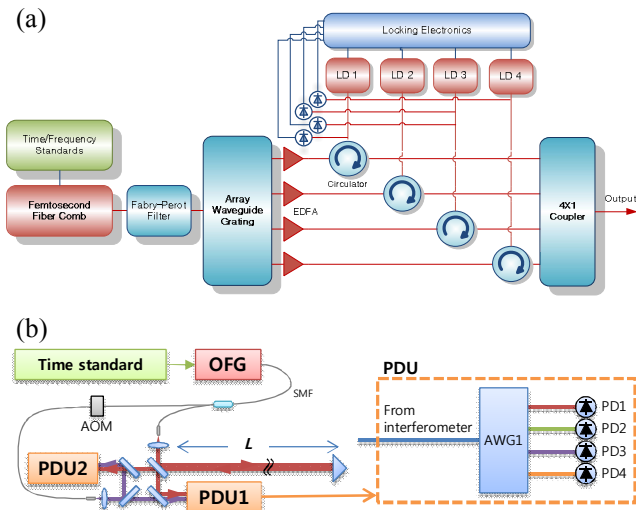 (a)
Locking Electronics
LD 1
LD 2
LD 3
LD 4
Time/Frequency
Standards
Femtosecond
Fiber Comb
Fabry-Perot
Filter
Array
Waveguide
Grating
EDFA
Circulator
4X1
Coupler
Output
(b)
Time standard
OFG
SMF
AOM
L
PDU2
PDU1
PDU
From
interferometer
AWG1
PD1
PD2
PD3
PD4